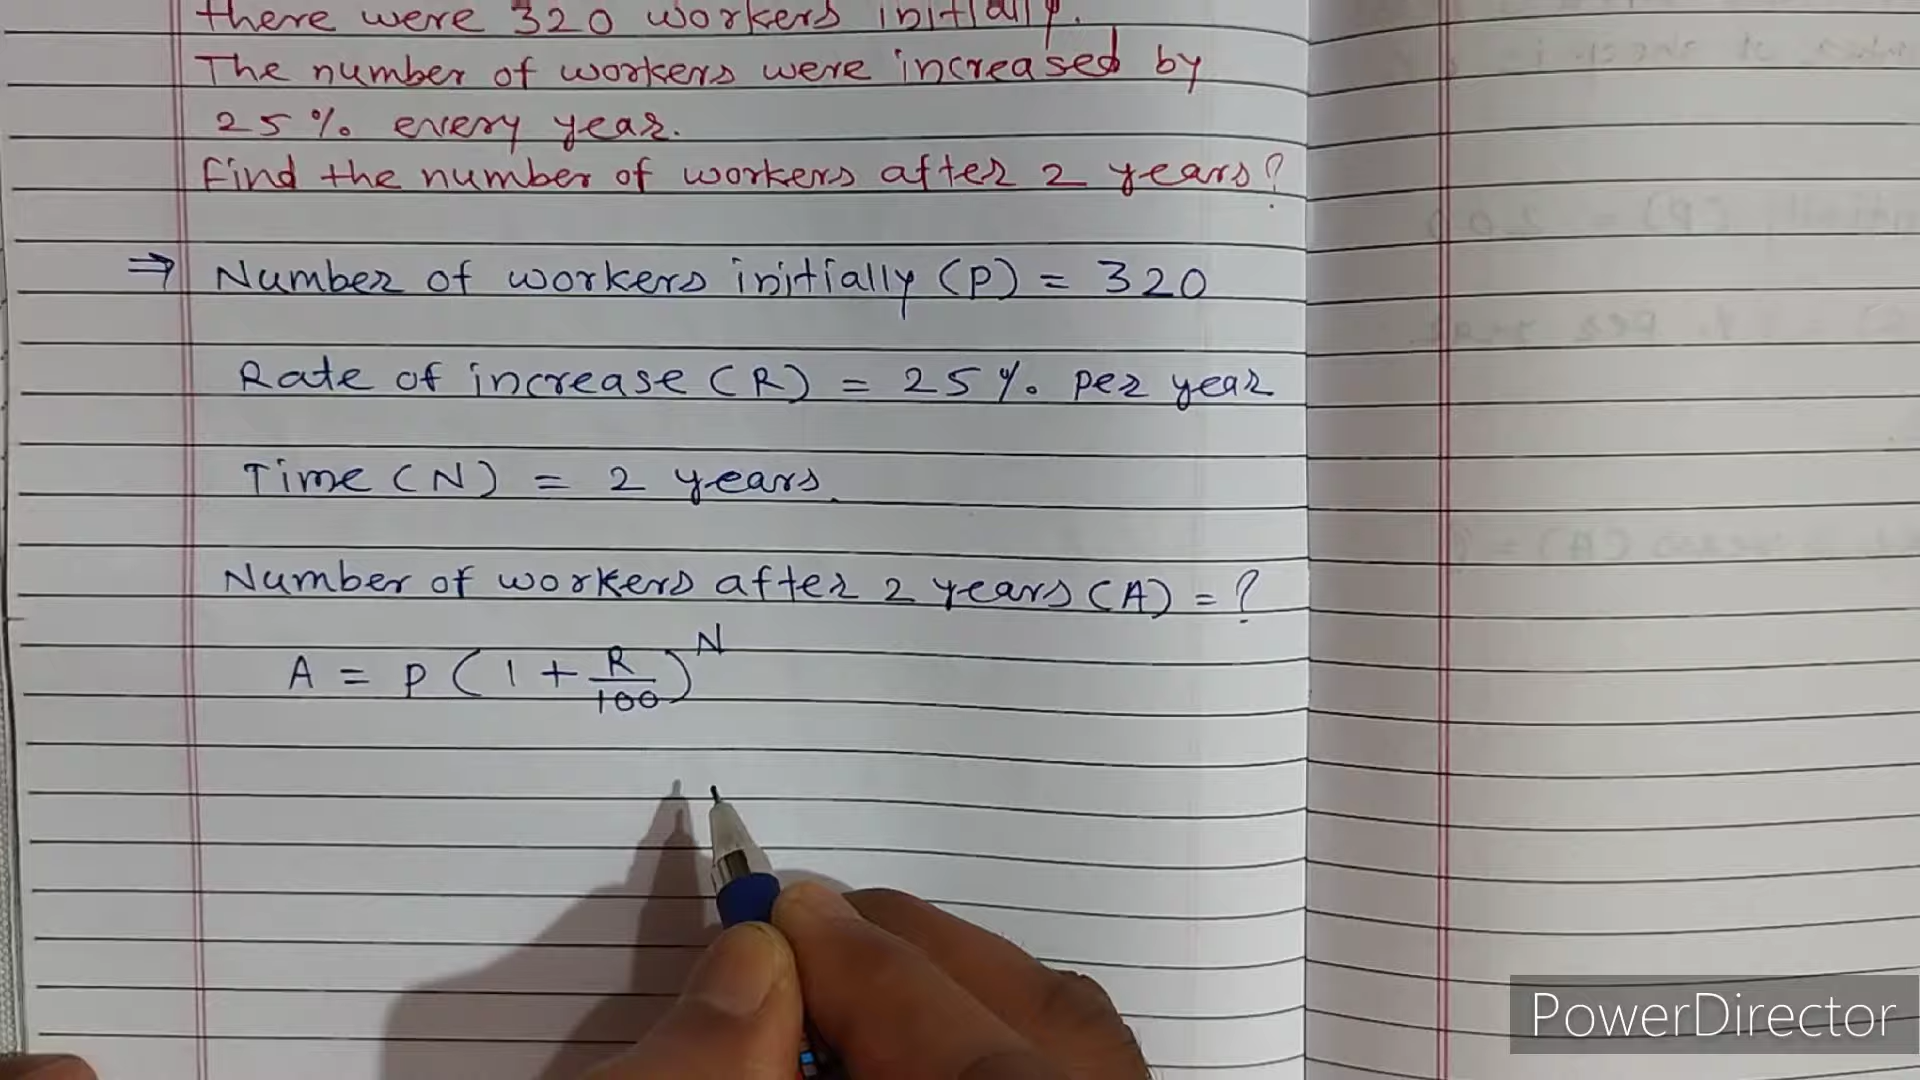 there were 320 workers initially.
The number of workers were increased by
25% every year.
Find the number of workers after 2 years?
⇒ Number of workers initially (P) = 320
Rate of increase (R) = 25% per year
Time (N) = 2 years.
Number of workers after 2 years (A) = ?
A = P (1 + R/100)^N
PowerDirector